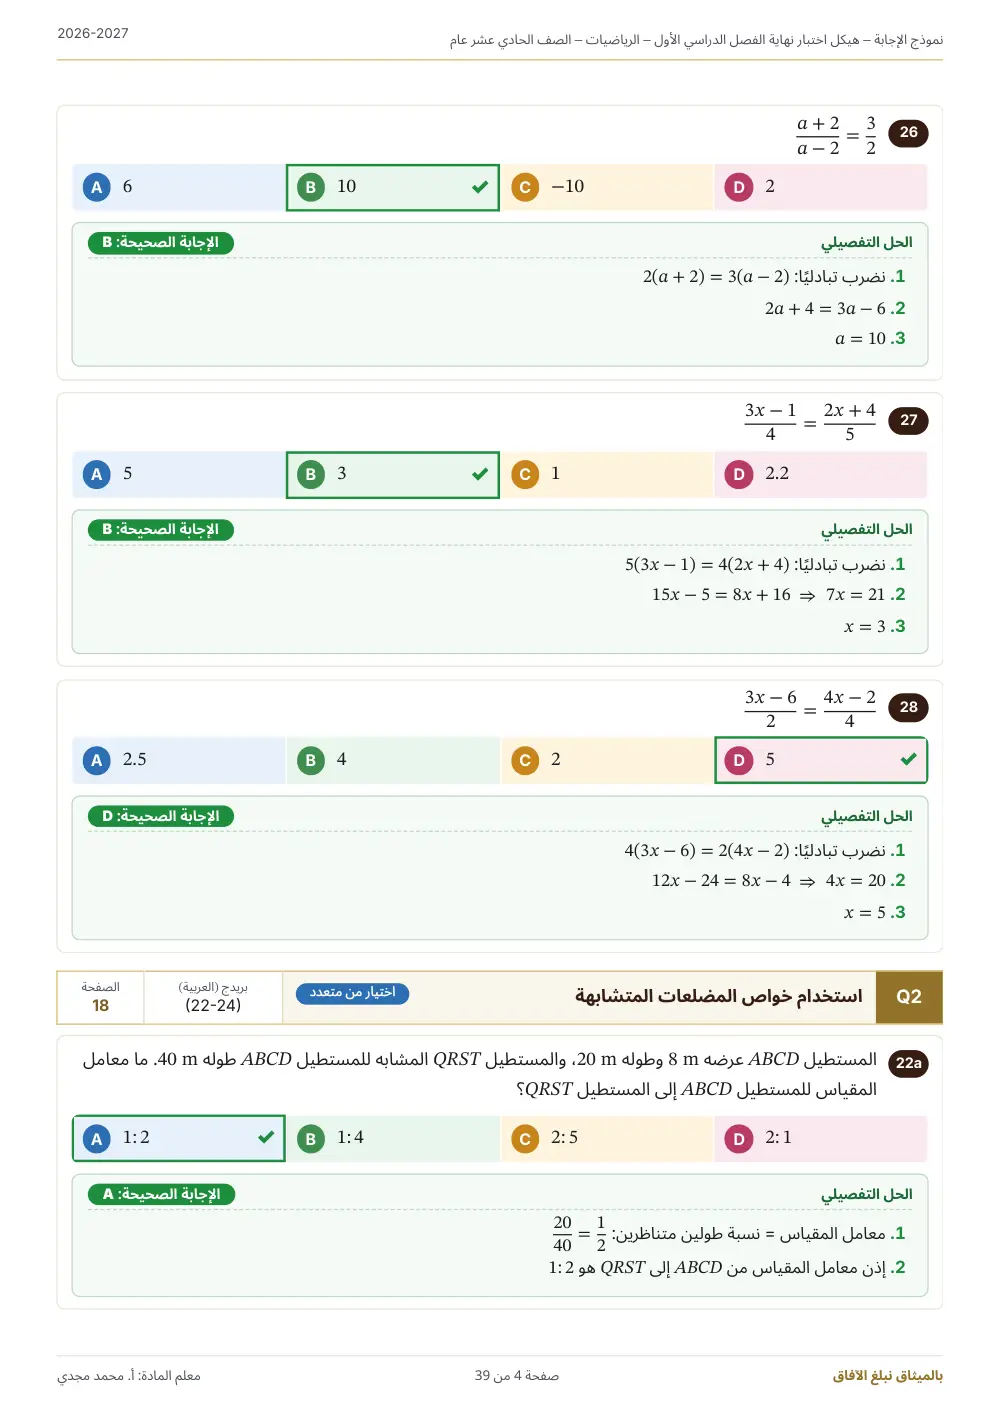 نموذج الإجابة – هيكل اختبار نهاية الفصل الدراسي الأول – الرياضيات – الصف الحادي عشر عام 2026-2027
26 (a + 2)/(a − 2) = 3/2
A 6 B 10 ✔ C −10 D 2
الحل التفصيلي الإجابة الصحيحة: B
1. نضرب تبادليًا: 2(a + 2) = 3(a − 2)
2. 2a + 4 = 3a − 6
3. a = 10
27 (3x − 1)/4 = (2x + 4)/5
A 5 B 3 ✔ C 1 D 2.2
الحل التفصيلي الإجابة الصحيحة: B
1. نضرب تبادليًا: 5(3x − 1) = 4(2x + 4)
2. 15x − 5 = 8x + 16 ⇒ 7x = 21
3. x = 3
28 (3x − 6)/2 = (4x − 2)/4
A 2.5 B 4 C 2 D 5 ✔
الحل التفصيلي الإجابة الصحيحة: D
1. نضرب تبادليًا: 4(3x − 6) = 2(4x − 2)
2. 12x − 24 = 8x − 4 ⇒ 4x = 20
3. x = 5
Q2 استخدام خواص المضلعات المتشابهة اختيار من متعدد بريدج (العربية) (22-24) الصفحة 18
22a المستطيل ABCD عرضه 8 m وطوله 20 m، والمستطيل QRST المشابه للمستطيل ABCD طوله 40 m. ما معامل
المقياس للمستطيل ABCD إلى المستطيل QRST؟
A 1:2 ✔ B 1:4 C 2:5 D 2:1
الحل التفصيلي الإجابة الصحيحة: A
1. معامل المقياس = نسبة طولين متناظرين: 20/40 = 1/2
2. إذن معامل المقياس من ABCD إلى QRST هو 1:2
بالميثاق نبلغ الآفاق صفحة 4 من 39 معلم المادة: أ. محمد مجدي